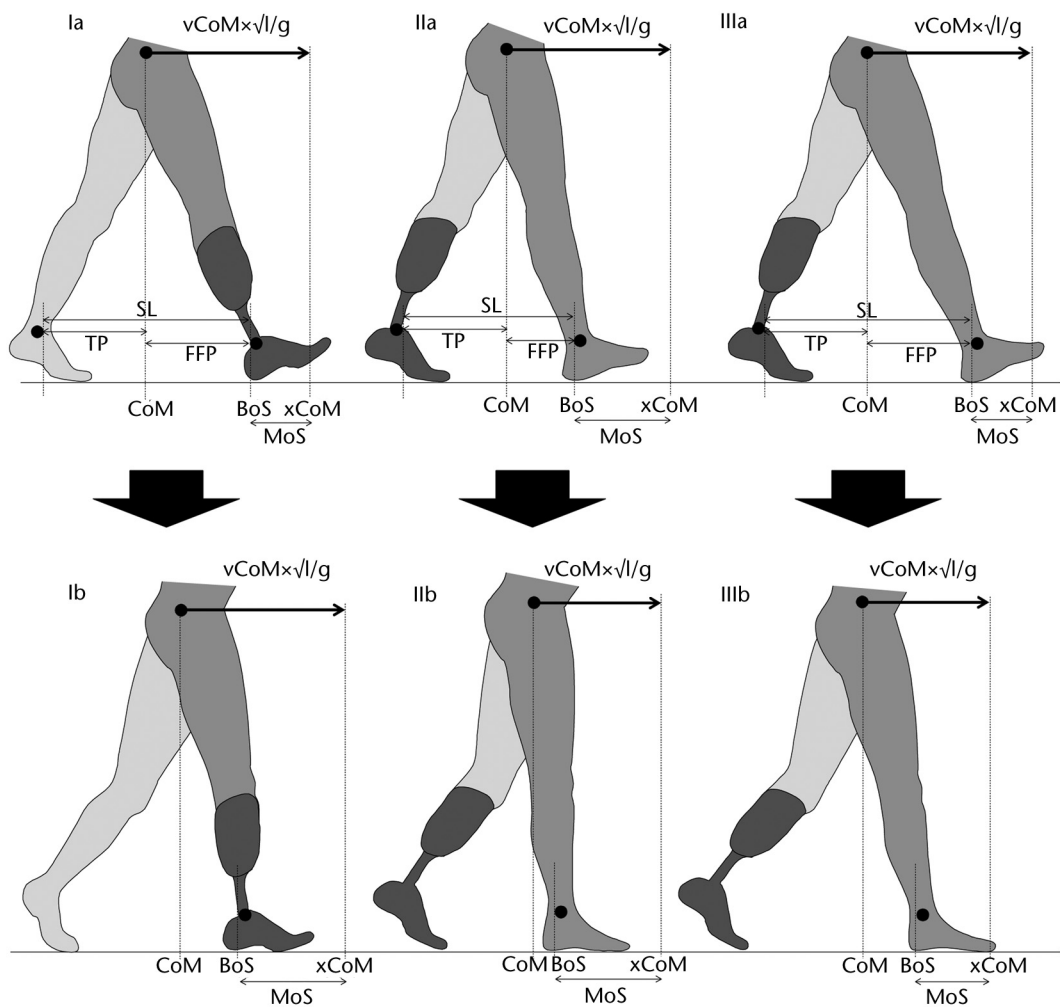 Ia
vCoM×√l/g
IIa
vCoM×√l/g
IIIa
vCoM×√l/g
SL
TP
FFP
CoM
BoS
xCoM
MoS
SL
TP
FFP
CoM
BoS
xCoM
MoS
SL
TP
FFP
CoM
BoS
xCoM
MoS
Ib
vCoM×√l/g
IIb
vCoM×√l/g
IIIb
vCoM×√l/g
CoM
BoS
xCoM
MoS
CoM
BoS
xCoM
MoS
CoM
BoS
xCoM
MoS